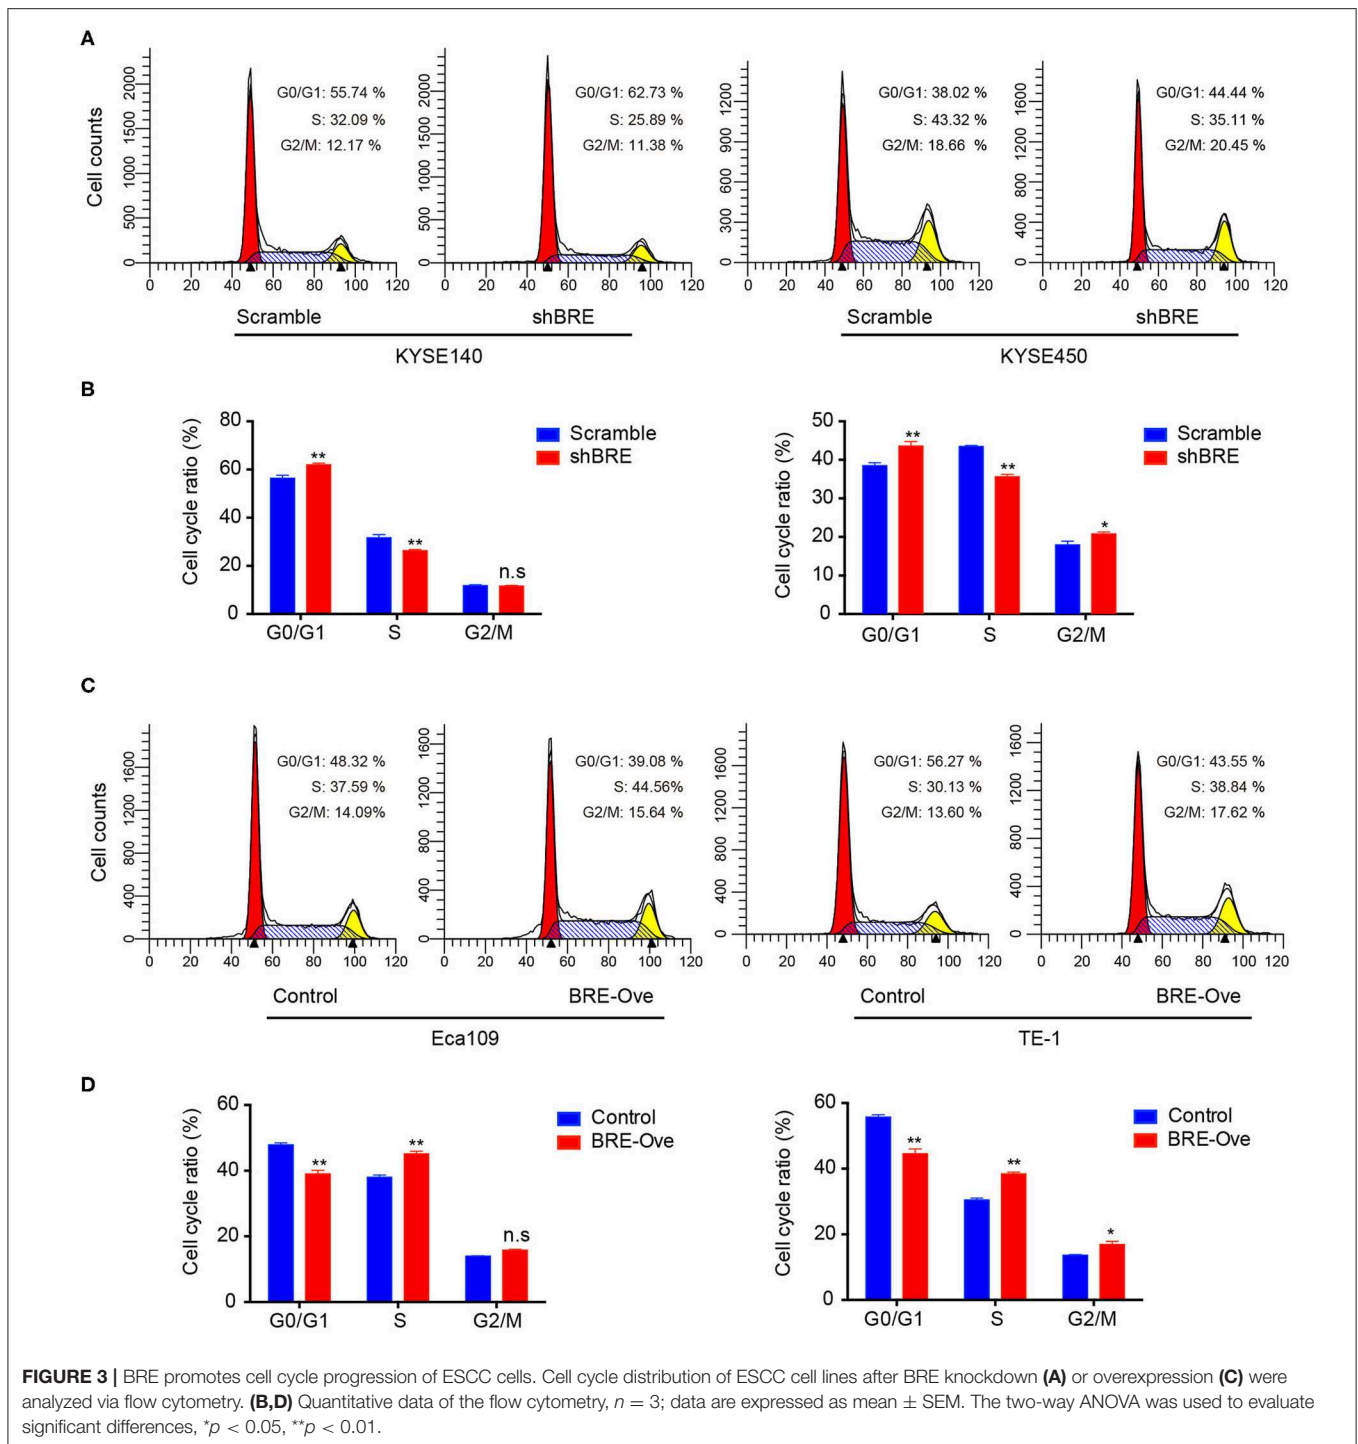 A
Cell counts
0 500 1000 1500 2000
G0/G1: 55.74 %
S: 32.09 %
G2/M: 12.17 %
0 20 40 60 80 100 120
0 500 1000 1500 2000
G0/G1: 62.73 %
S: 25.89 %
G2/M: 11.38 %
0 20 40 60 80 100 120
0 300 600 900 1200
G0/G1: 38.02 %
S: 43.32 %
G2/M: 18.66 %
0 20 40 60 80 100 120
0 400 800 1200 1600
G0/G1: 44.44 %
S: 35.11 %
G2/M: 20.45 %
0 20 40 60 80 100 120
Scramble shBRE Scramble shBRE
KYSE140 KYSE450
B
Cell cycle ratio (%)
80
60
40
20
0
Scramble
shBRE
**
**
n.s
G0/G1 S G2/M
Cell cycle ratio (%)
50
40
30
20
10
0
Scramble
shBRE
**
**
*
G0/G1 S G2/M
C
Cell counts
0 400 800 1200 1600
G0/G1: 48.32 %
S: 37.59 %
G2/M: 14.09%
0 20 40 60 80 100 120
0 400 800 1200 1600
G0/G1: 39.08 %
S: 44.56%
G2/M: 15.64 %
0 20 40 60 80 100 120
0 400 800 1200 1600
G0/G1: 56.27 %
S: 30.13 %
G2/M: 13.60 %
0 20 40 60 80 100 120
0 400 800 1200 1600
G0/G1: 43.55 %
S: 38.84 %
G2/M: 17.62 %
0 20 40 60 80 100 120
Control BRE-Ove Control BRE-Ove
Eca109 TE-1
D
Cell cycle ratio (%)
60
40
20
0
Control
BRE-Ove
**
**
n.s
G0/G1 S G2/M
Cell cycle ratio (%)
60
40
20
0
Control
BRE-Ove
**
**
*
G0/G1 S G2/M
FIGURE 3 | BRE promotes cell cycle progression of ESCC cells. Cell cycle distribution of ESCC cell lines after BRE knockdown (A) or overexpression (C) were
analyzed via flow cytometry. (B,D) Quantitative data of the flow cytometry, n = 3; data are expressed as mean ± SEM. The two-way ANOVA was used to evaluate
significant differences, *p < 0.05, **p < 0.01.